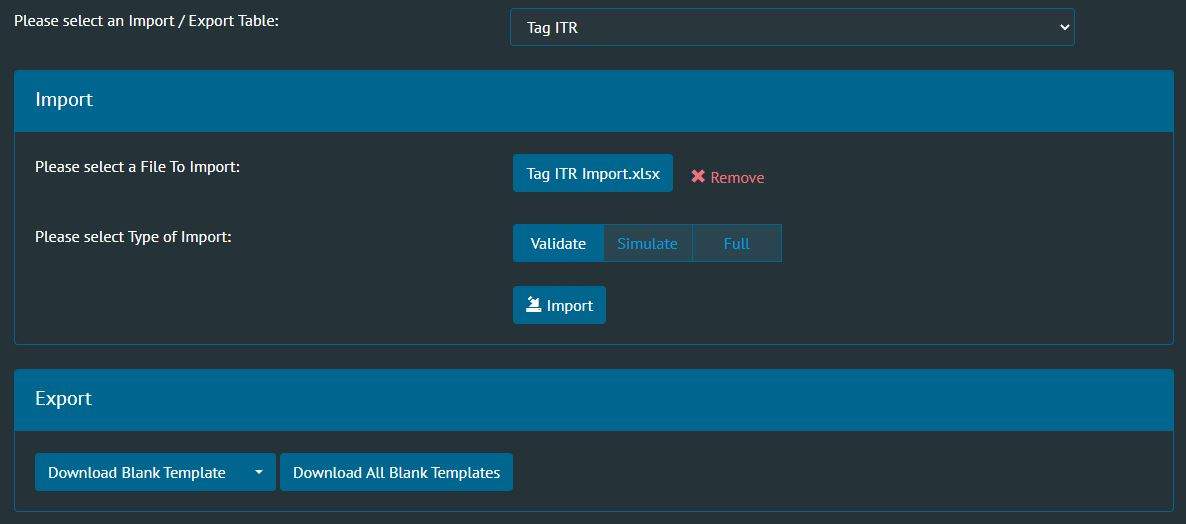 Please select an Import / Export Table:
Tag ITR
Import
Please select a File To Import:
Tag ITR Import.xlsx
Remove
Please select Type of Import:
Validate
Simulate
Full
Import
Export
Download Blank Template
Download All Blank Templates